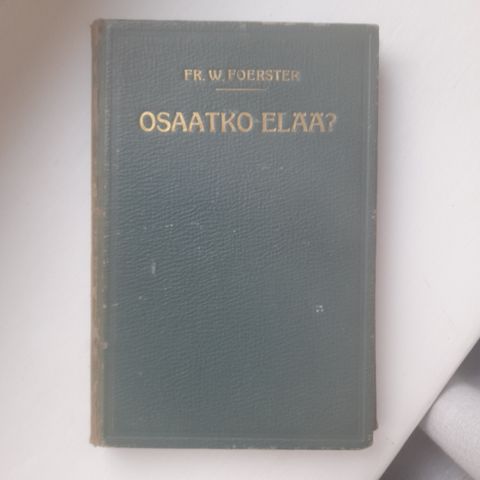 FR. W. FOERSTER
OSAATKO ELÄÄ?